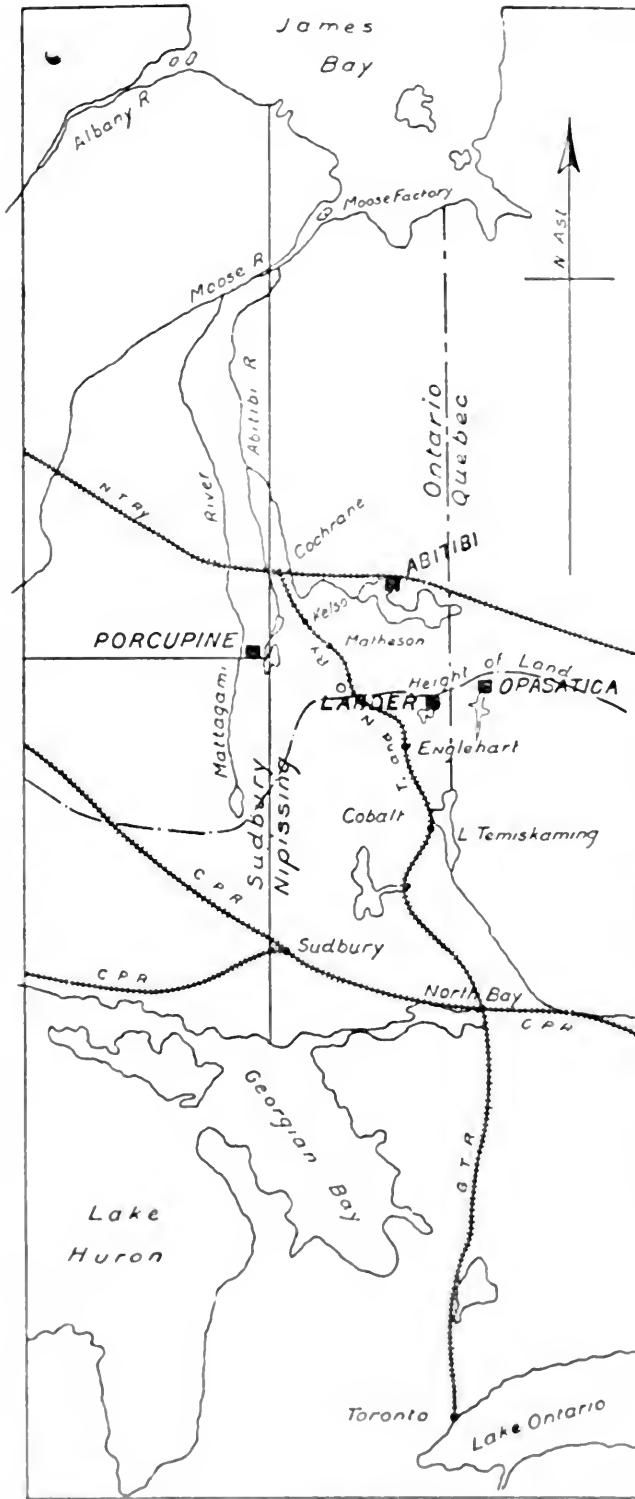 James
Bay
Albany R
Moose Factory
N Ast
Moose R
Abitibi R
Ontario
Quebec
N T Ry
River
Cochrane
ABITIBI
Kelso
PORCUPINE
Ry
Matheson
Height of Land
OPASATICA
LARDER
O
N
Mattagami
T. and
Englehart
Sudbury
Nipissing
Cobalt
L Temiskaming
C P R
Sudbury
C P R
North Bay
C P R
Georgian
Bay
G T R
Lake
Huron
Toronto
Lake Ontario